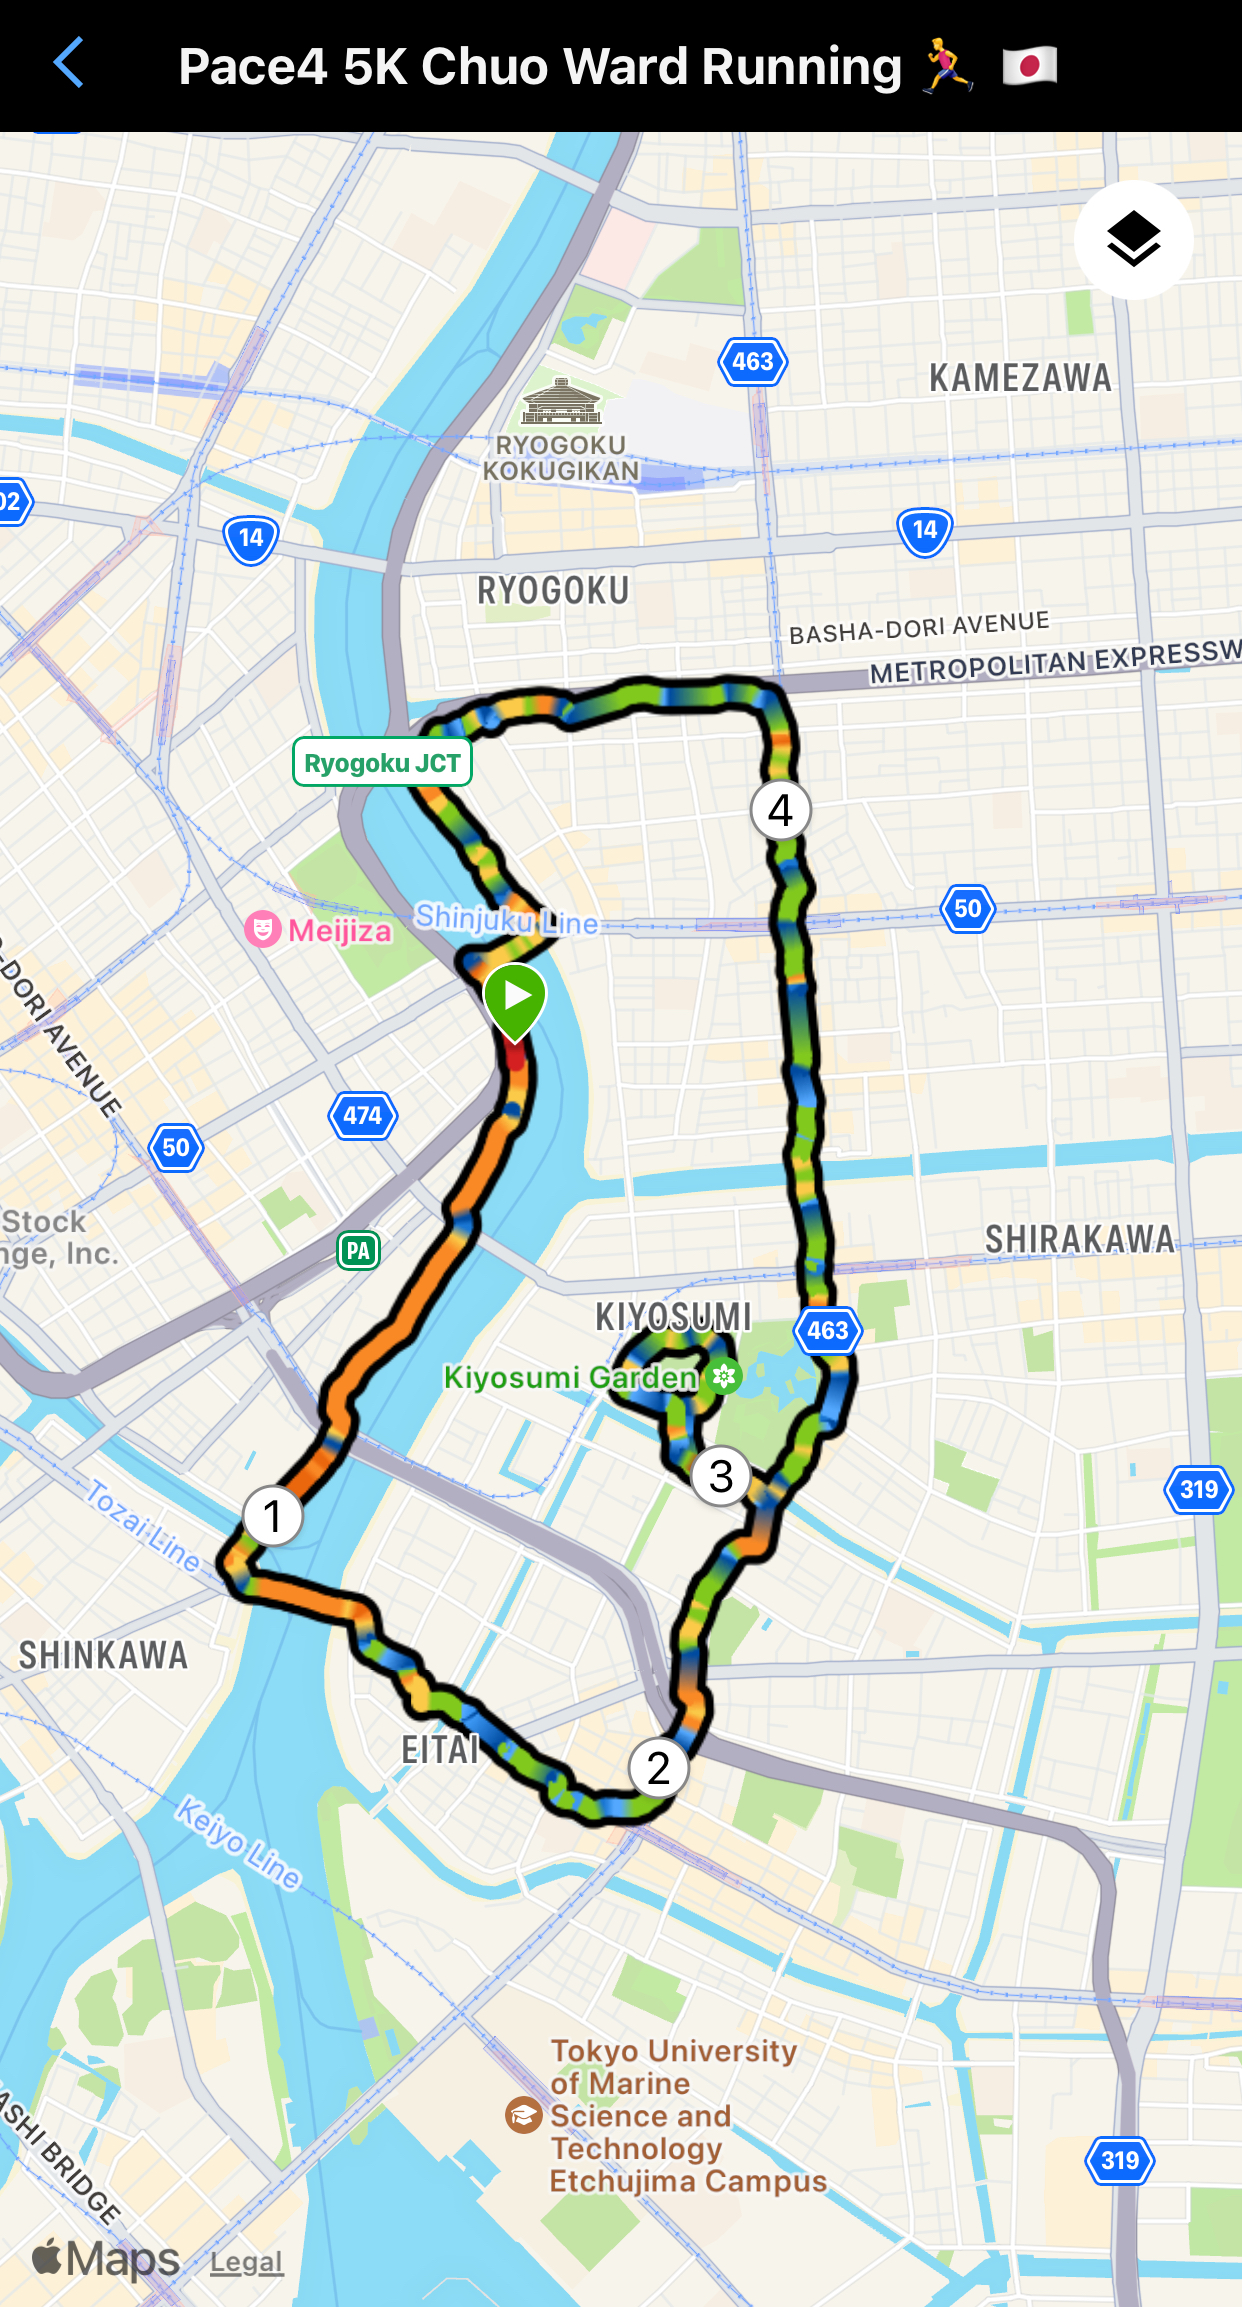 Pace4 5K Chuo Ward Running 🏃 🇯🇵
463
KAMEZAWA
RYOGOKU
KOKUGIKAN
02
14
14
RYOGOKU
BASHA-DORI AVENUE
METROPOLITAN EXPRESSW
Ryogoku JCT
4
50
Shinjuku Line
Meijiza
-DORI AVENUE
474
50
Stock
nge, Inc.
PA
SHIRAKAWA
KIYOSUMI
463
Kiyosumi Garden
3
319
1
Tozai Line
SHINKAWA
EITAI
2
Keiyo Line
Tokyo University
of Marine
Science and
Technology
Etchujima Campus
ASHI BRIDGE
319
Maps
Legal